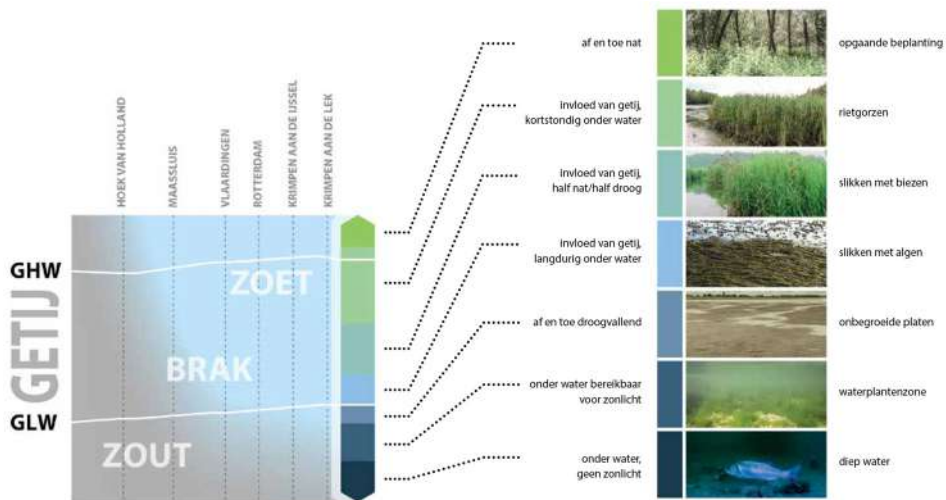 HOEK VAN HOLLAND
MAASSLUIS
VLAARDINGEN
ROTTERDAM
KRIMPEN AAN DE IJSSEL
KRIMPEN AAN DE LEK
GETIJ
GHW
GLW
ZOET
BRAK
ZOUT
af en toe nat
opgaande beplanting
invloed van getij,
kortstondig onder water
rietgorzen
invloed van getij,
half nat/half droog
slikken met biezen
invloed van getij,
langdurig onder water
slikken met algen
af en toe droogvallend
onbegroeide platen
onder water bereikbaar
voor zonlicht
waterplantenzone
onder water,
geen zonlicht
diep water